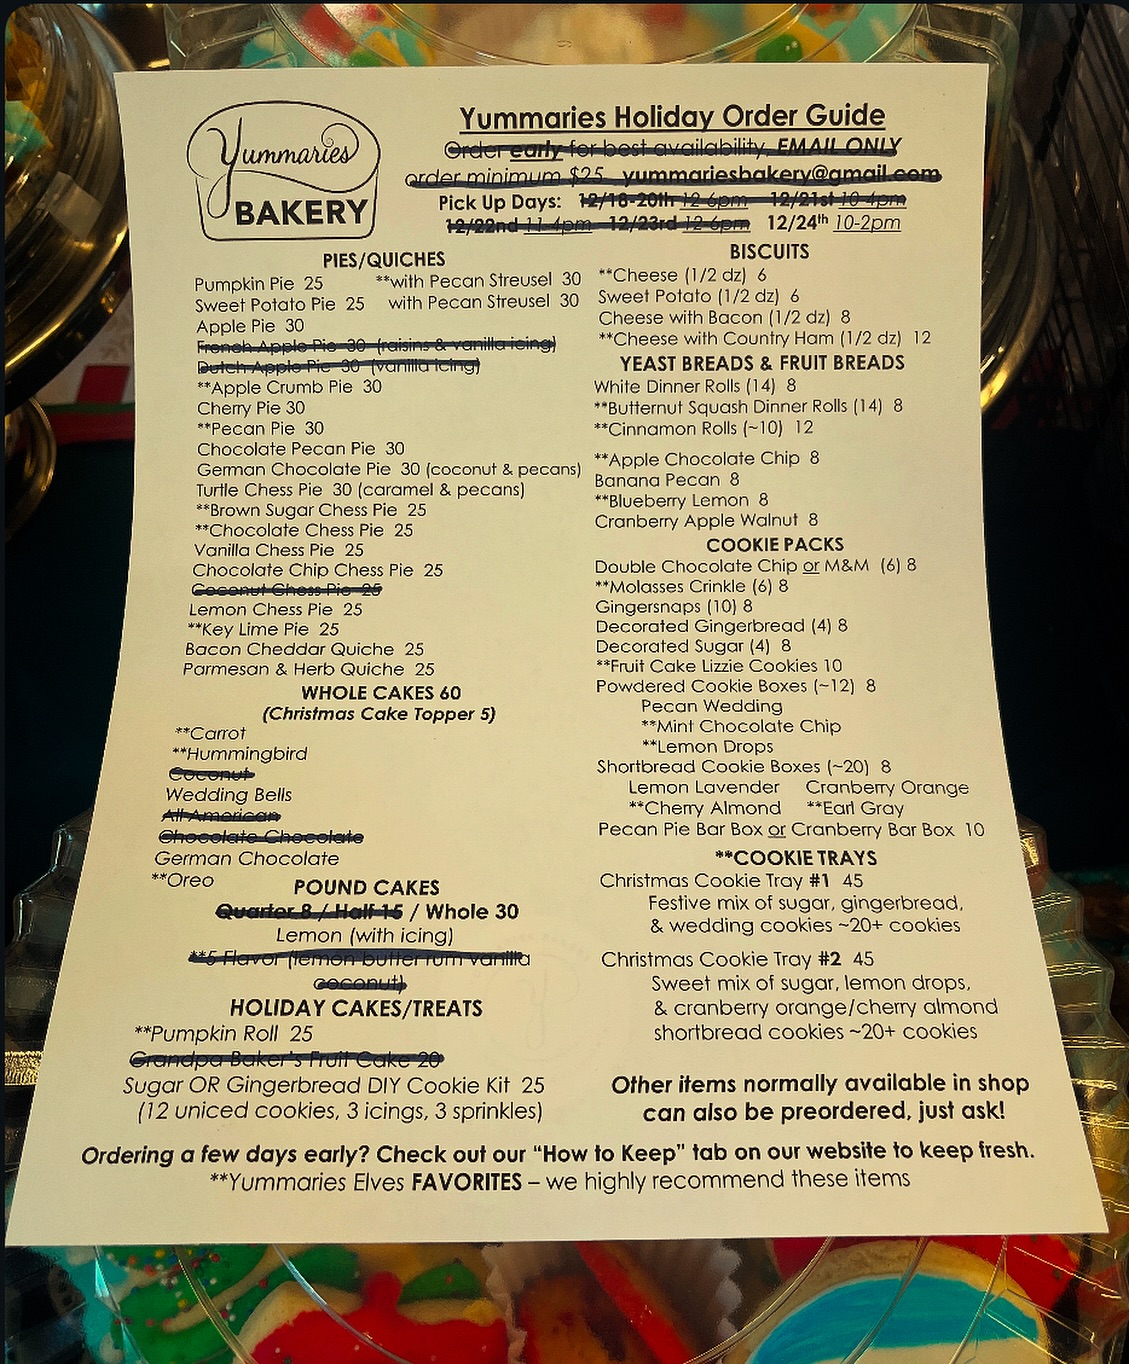 Yummaries
BAKERY
Yummaries Holiday Order Guide
Order early for best availability, EMAIL ONLY
order minimum $25 yummariesbakery@gmail.com
Pick Up Days: 12/18-20th 12-6pm 12/21st 10-4pm
12/22nd 11-4pm 12/23rd 12-6pm 12/24th 10-2pm
PIES/QUICHES
Pumpkin Pie 25 **with Pecan Streusel 30
Sweet Potato Pie 25 with Pecan Streusel 30
Apple Pie 30
French Apple Pie 30 (raisins & vanilla icing)
Dutch Apple Pie 30 (vanilla icing)
**Apple Crumb Pie 30
Cherry Pie 30
**Pecan Pie 30
Chocolate Pecan Pie 30
German Chocolate Pie 30 (coconut & pecans)
Turtle Chess Pie 30 (caramel & pecans)
**Brown Sugar Chess Pie 25
**Chocolate Chess Pie 25
Vanilla Chess Pie 25
Chocolate Chip Chess Pie 25
Coconut Chess Pie 25
Lemon Chess Pie 25
**Key Lime Pie 25
Bacon Cheddar Quiche 25
Parmesan & Herb Quiche 25
WHOLE CAKES 60
(Christmas Cake Topper 5)
**Carrot
**Hummingbird
Coconut
Wedding Bells
All American
Chocolate Chocolate
German Chocolate
**Oreo
POUND CAKES
Quarter 8 / Half 15 / Whole 30
Lemon (with icing)
**5 Flavor (lemon butter rum vanilla
coconut)
HOLIDAY CAKES/TREATS
**Pumpkin Roll 25
Grandpa Baker's Fruit Cake 20
Sugar OR Gingerbread DIY Cookie Kit 25
(12 uniced cookies, 3 icings, 3 sprinkles)
BISCUITS
**Cheese (1/2 dz) 6
Sweet Potato (1/2 dz) 6
Cheese with Bacon (1/2 dz) 8
**Cheese with Country Ham (1/2 dz) 12
YEAST BREADS & FRUIT BREADS
White Dinner Rolls (14) 8
**Butternut Squash Dinner Rolls (14) 8
**Cinnamon Rolls (~10) 12
**Apple Chocolate Chip 8
Banana Pecan 8
**Blueberry Lemon 8
Cranberry Apple Walnut 8
COOKIE PACKS
Double Chocolate Chip or M&M (6) 8
**Molasses Crinkle (6) 8
Gingersnaps (10) 8
Decorated Gingerbread (4) 8
Decorated Sugar (4) 8
**Fruit Cake Lizzie Cookies 10
Powdered Cookie Boxes (~12) 8
Pecan Wedding
**Mint Chocolate Chip
**Lemon Drops
Shortbread Cookie Boxes (~20) 8
Lemon Lavender Cranberry Orange
**Cherry Almond **Earl Gray
Pecan Pie Bar Box or Cranberry Bar Box 10
**COOKIE TRAYS
Christmas Cookie Tray #1 45
Festive mix of sugar, gingerbread,
& wedding cookies ~20+ cookies
Christmas Cookie Tray #2 45
Sweet mix of sugar, lemon drops,
& cranberry orange/cherry almond
shortbread cookies ~20+ cookies
Other items normally available in shop
can also be preordered, just ask!
Ordering a few days early? Check out our "How to Keep" tab on our website to keep fresh.
**Yummaries Elves FAVORITES – we highly recommend these items